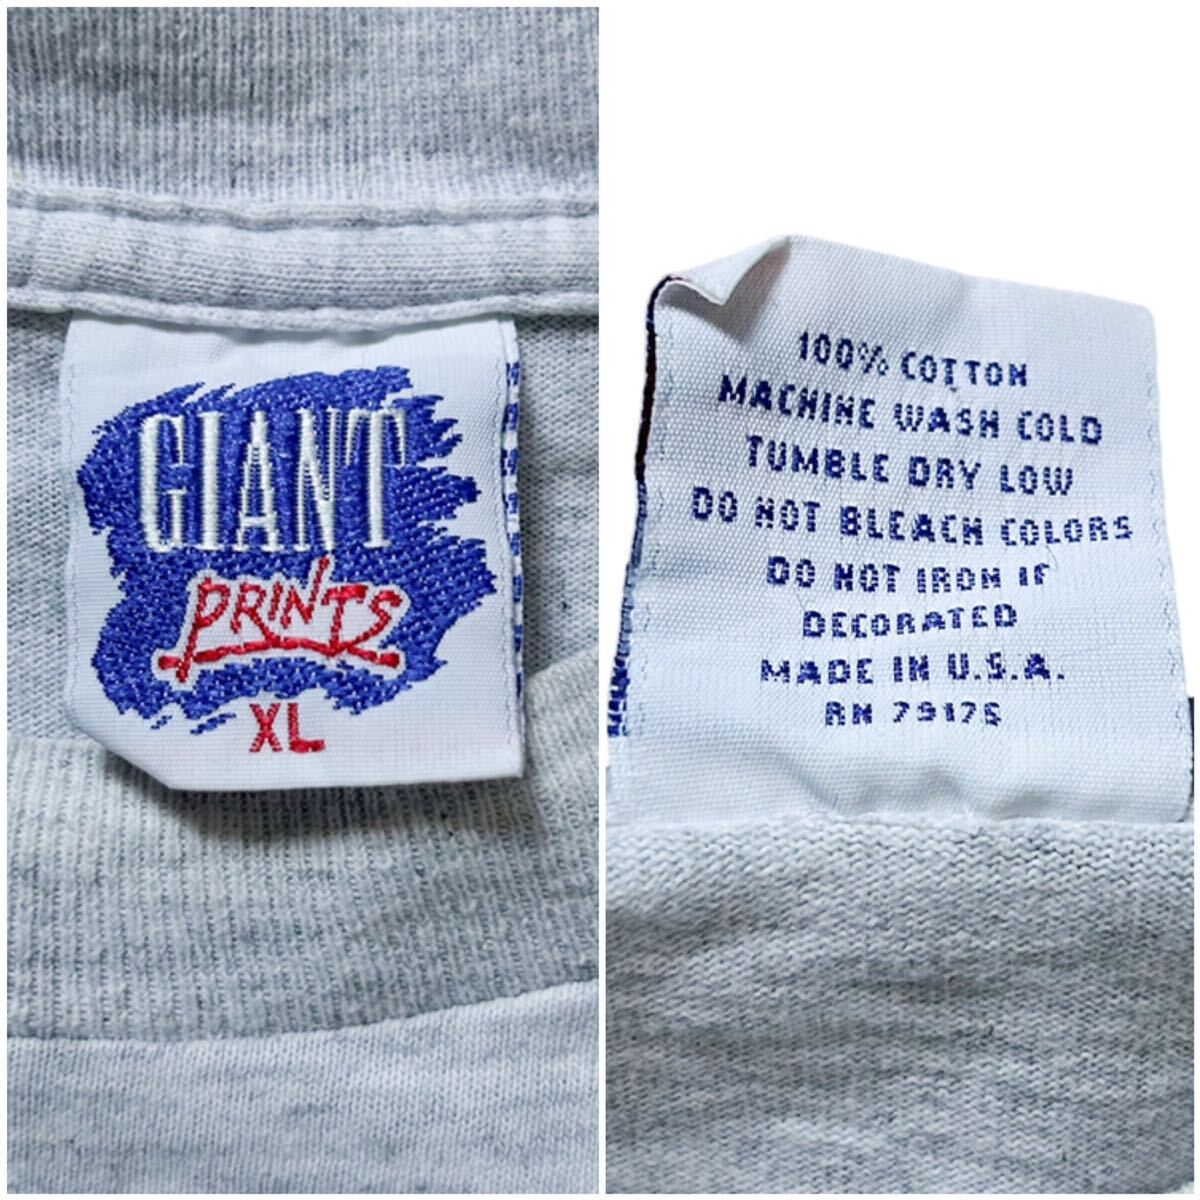 GIANT
PRINTS
XL
100% COTTON
MACHINE WASH COLD
TUMBLE DRY LOW
DO NOT BLEACH COLORS
DO NOT IRON IF
DECORATED
MADE IN U.S.A.
RN 79175